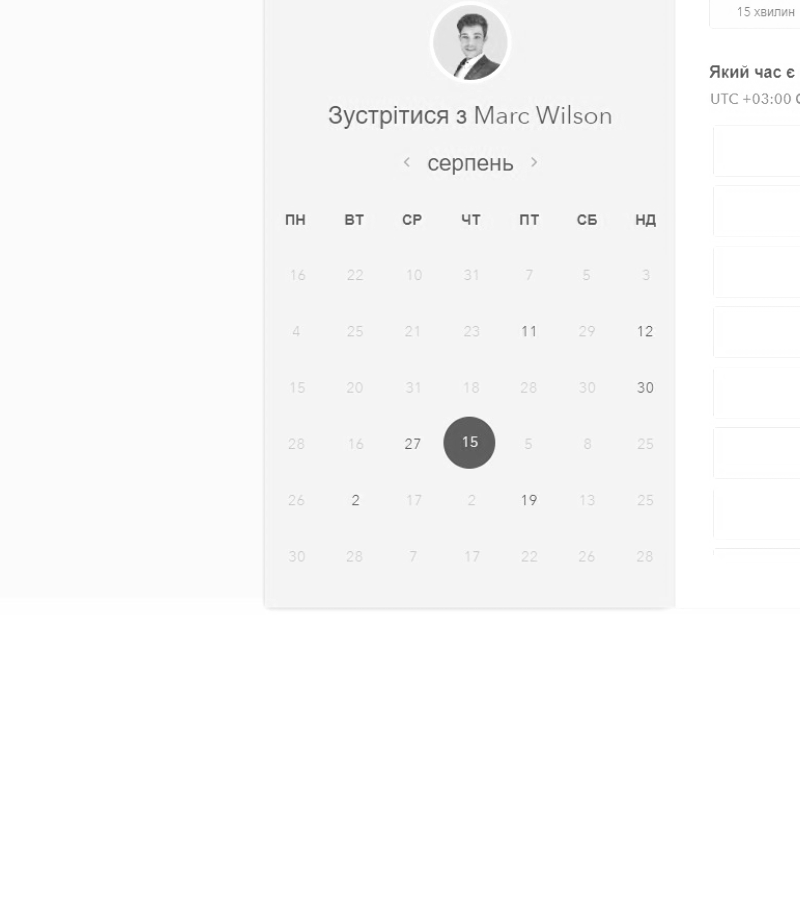 15 хвилин
Зустрітися з Marc Wilson
‹ серпень ›
ПН ВТ СР ЧТ ПТ СБ НД
16 22 10 31 7 5 3
4 25 21 23 11 29 12
15 20 31 18 28 30 30
28 16 27 15 5 8 25
26 2 17 2 19 13 25
30 28 7 17 22 26 28
Який час є
UTC +03:00